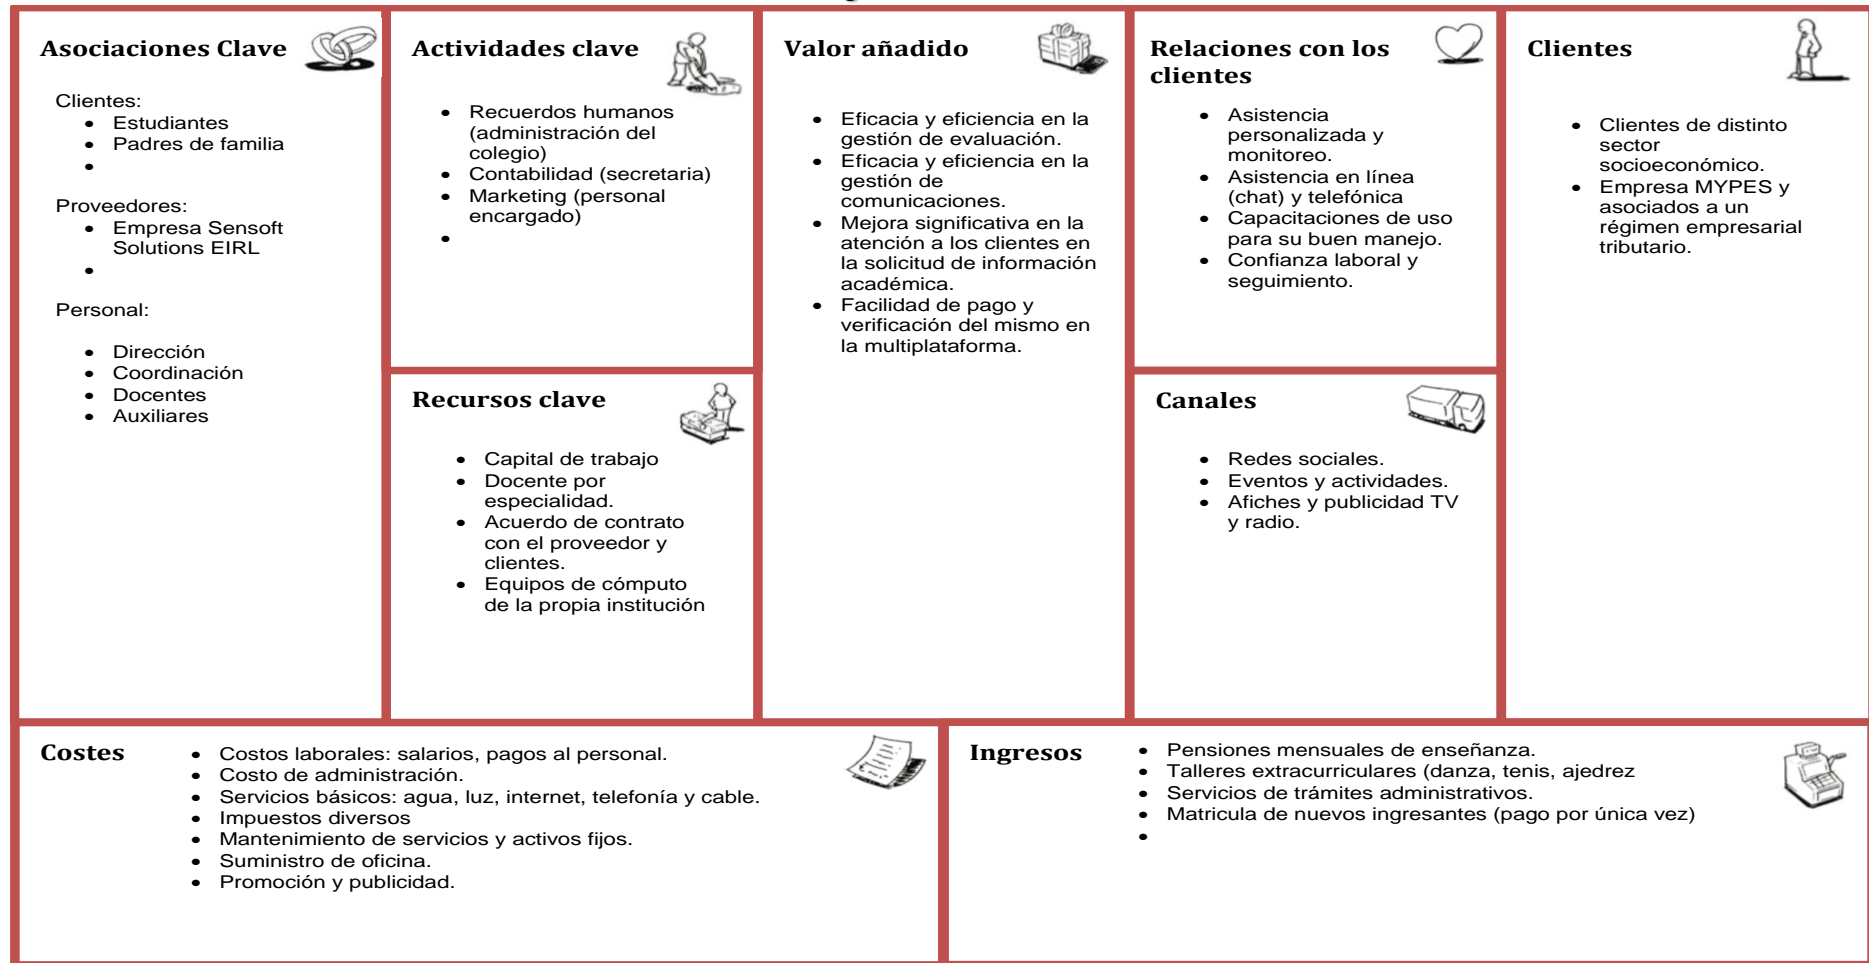 Asociaciones Clave
Clientes:
• Estudiantes
• Padres de familia
•
Proveedores:
• Empresa Sensoft
Solutions EIRL
•
Personal:
• Dirección
• Coordinación
• Docentes
• Auxiliares
Actividades clave
• Recuerdos humanos
(administración del
colegio)
• Contabilidad (secretaria)
• Marketing (personal
encargado)
•
Recursos clave
• Capital de trabajo
• Docente por
especialidad.
• Acuerdo de contrato
con el proveedor y
clientes.
• Equipos de cómputo
de la propia institución
Valor añadido
• Eficacia y eficiencia en la
gestión de evaluación.
• Eficacia y eficiencia en la
gestión de
comunicaciones.
• Mejora significativa en la
atención a los clientes en
la solicitud de información
académica.
• Facilidad de pago y
verificación del mismo en
la multiplataforma.
Relaciones con los
clientes
• Asistencia
personalizada y
monitoreo.
• Asistencia en línea
(chat) y telefónica
• Capacitaciones de uso
para su buen manejo.
• Confianza laboral y
seguimiento.
Canales
• Redes sociales.
• Eventos y actividades.
• Afiches y publicidad TV
y radio.
Clientes
• Clientes de distinto
sector
socioeconómico.
• Empresa MYPES y
asociados a un
régimen empresarial
tributario.
Costes
• Costos laborales: salarios, pagos al personal.
• Costo de administración.
• Servicios básicos: agua, luz, internet, telefonía y cable.
• Impuestos diversos
• Mantenimiento de servicios y activos fijos.
• Suministro de oficina.
• Promoción y publicidad.
Ingresos
• Pensiones mensuales de enseñanza.
• Talleres extracurriculares (danza, tenis, ajedrez
• Servicios de trámites administrativos.
• Matricula de nuevos ingresantes (pago por única vez)
•